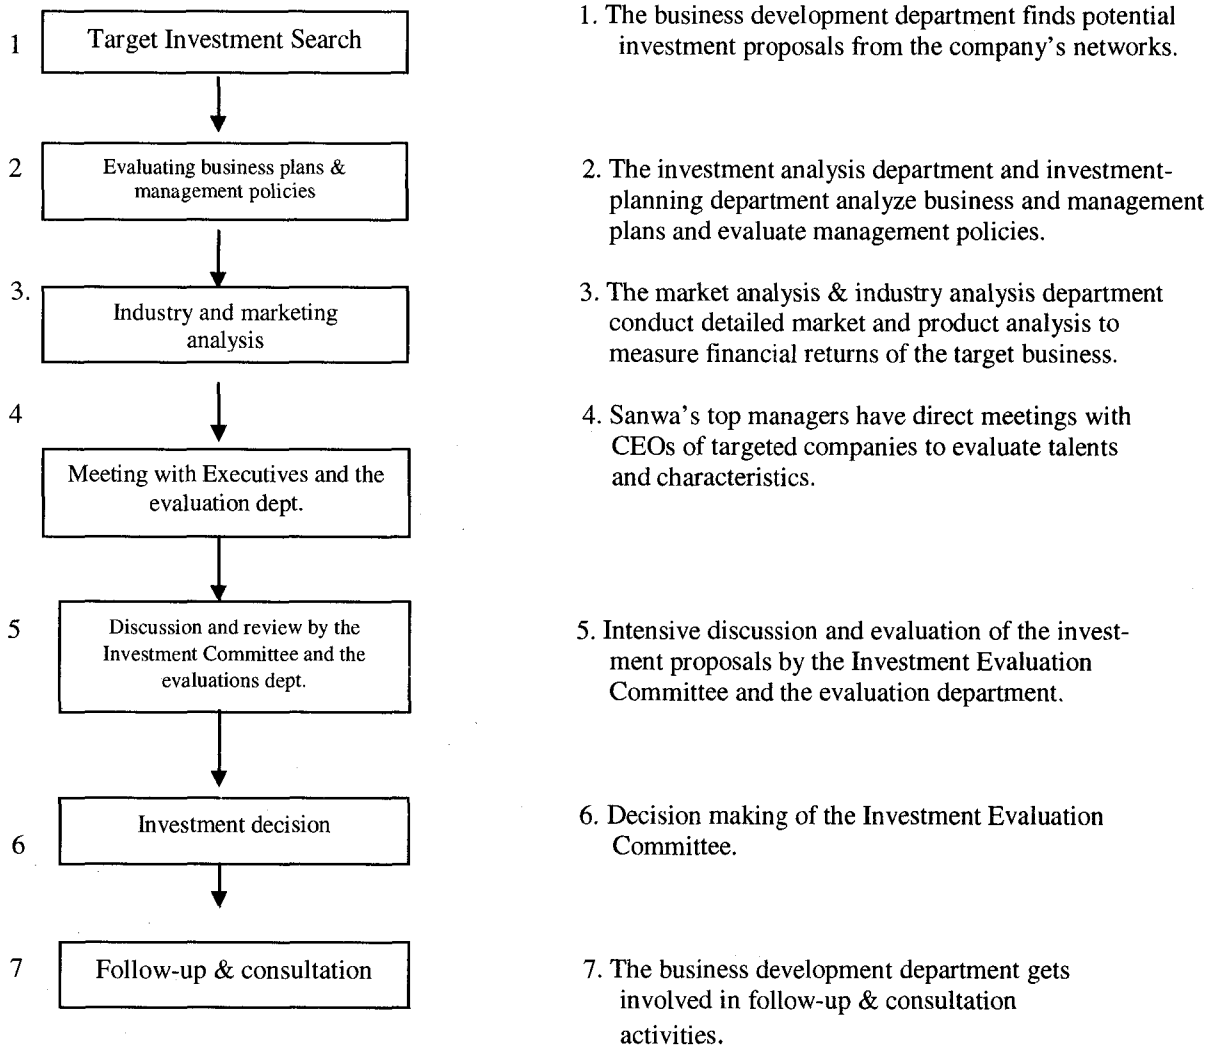 1
Target Investment Search
1. The business development department finds potential
investment proposals from the company's networks.
2
Evaluating business plans &
management policies
2. The investment analysis department and investment-
planning department analyze business and management
plans and evaluate management policies.
3.
Industry and marketing
analysis
3. The market analysis & industry analysis department
conduct detailed market and product analysis to
measure financial returns of the target business.
4
Meeting with Executives and the
evaluation dept.
4. Sanwa's top managers have direct meetings with
CEOs of targeted companies to evaluate talents
and characteristics.
5
Discussion and review by the
Investment Committee and the
evaluations dept.
5. Intensive discussion and evaluation of the invest-
ment proposals by the Investment Evaluation
Committee and the evaluation department.
6
Investment decision
6. Decision making of the Investment Evaluation
Committee.
7
Follow-up & consultation
7. The business development department gets
involved in follow-up & consultation
activities.